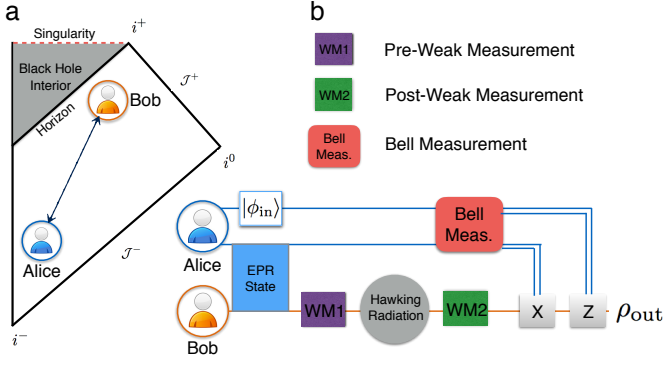 a
Singularity
i⁺
Black Hole
Interior
Bob
Horizon
𝒥⁺
i⁰
Alice
𝒥⁻
i⁻
b
WM1
Pre-Weak Measurement
WM2
Post-Weak Measurement
Bell
Meas.
Bell Measurement
Alice
|ϕin⟩
Bell
Meas.
EPR
State
Bob
WM1
Hawking
Radiation
WM2
X
Z
ρout